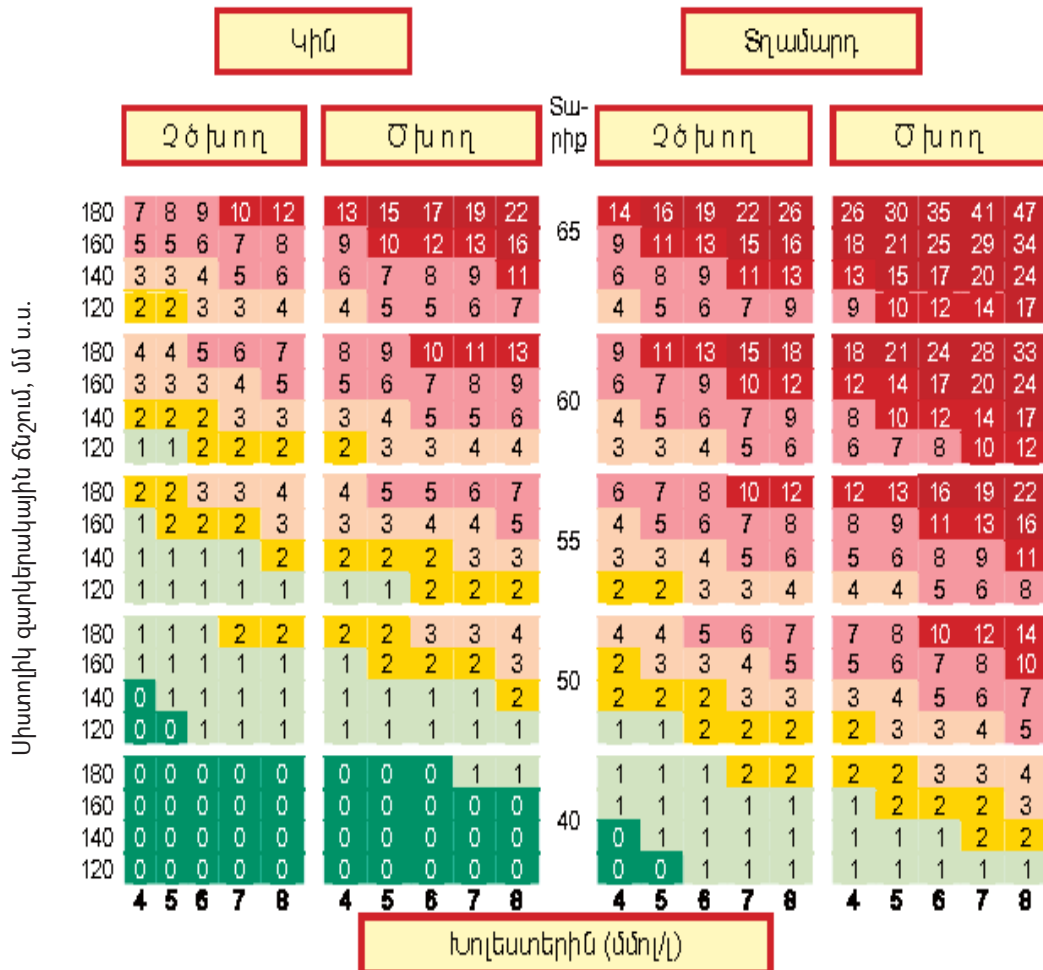 Կին Տղամարդ
Չծխող Ծխող Տա-
րիք Չծխող Ծխող
Սիստոլիկ զարկերակային ճնշում, մմ ս.ս.
180 7 8 9 10 12 13 15 17 19 22 14 16 19 22 26 26 30 35 41 47
65
160 5 5 6 7 8 9 10 12 13 16 9 11 13 15 16 18 21 25 29 34
140 3 3 4 5 6 6 7 8 9 11 6 8 9 11 13 13 15 17 20 24
120 2 2 3 3 4 4 5 5 6 7 4 5 6 7 9 9 10 12 14 17
180 4 4 5 6 7 8 9 10 11 13 9 11 13 15 18 18 21 24 28 33
160 3 3 3 4 5 5 6 7 8 9 6 7 9 10 12 12 14 17 20 24
60
140 2 2 2 3 3 3 4 5 5 6 4 5 6 7 9 8 10 12 14 17
120 1 1 2 2 2 2 3 3 4 4 3 3 4 5 6 6 7 8 10 12
180 2 2 3 3 4 4 5 5 6 7 6 7 8 10 12 12 13 16 19 22
160 1 2 2 2 3 3 3 4 4 5 4 5 6 7 8 8 9 11 13 16
55
140 1 1 1 1 2 2 2 2 3 3 3 3 4 5 6 5 6 8 9 11
120 1 1 1 1 1 1 1 2 2 2 2 2 3 3 4 4 4 5 6 8
180 1 1 1 2 2 2 2 3 3 4 4 4 5 6 7 7 8 10 12 14
160 1 1 1 1 1 1 2 2 2 3 2 3 3 4 5 5 6 7 8 10
50
140 0 1 1 1 1 1 1 1 1 2 2 2 2 3 3 3 4 5 6 7
120 0 0 1 1 1 1 1 1 1 1 1 1 2 2 2 2 3 3 4 5
180 0 0 0 0 0 0 0 0 1 1 1 1 1 2 2 2 2 3 3 4
160 0 0 0 0 0 0 0 0 0 0 1 1 1 1 1 1 2 2 2 3
40
140 0 0 0 0 0 0 0 0 0 0 0 1 1 1 1 1 1 1 2 2
120 0 0 0 0 0 0 0 0 0 0 0 0 1 1 1 1 1 1 1 1
4 5 6 7 8 4 5 6 7 8 4 5 6 7 8 4 5 6 7 8
Խոլեստերին (մմոլ/լ)